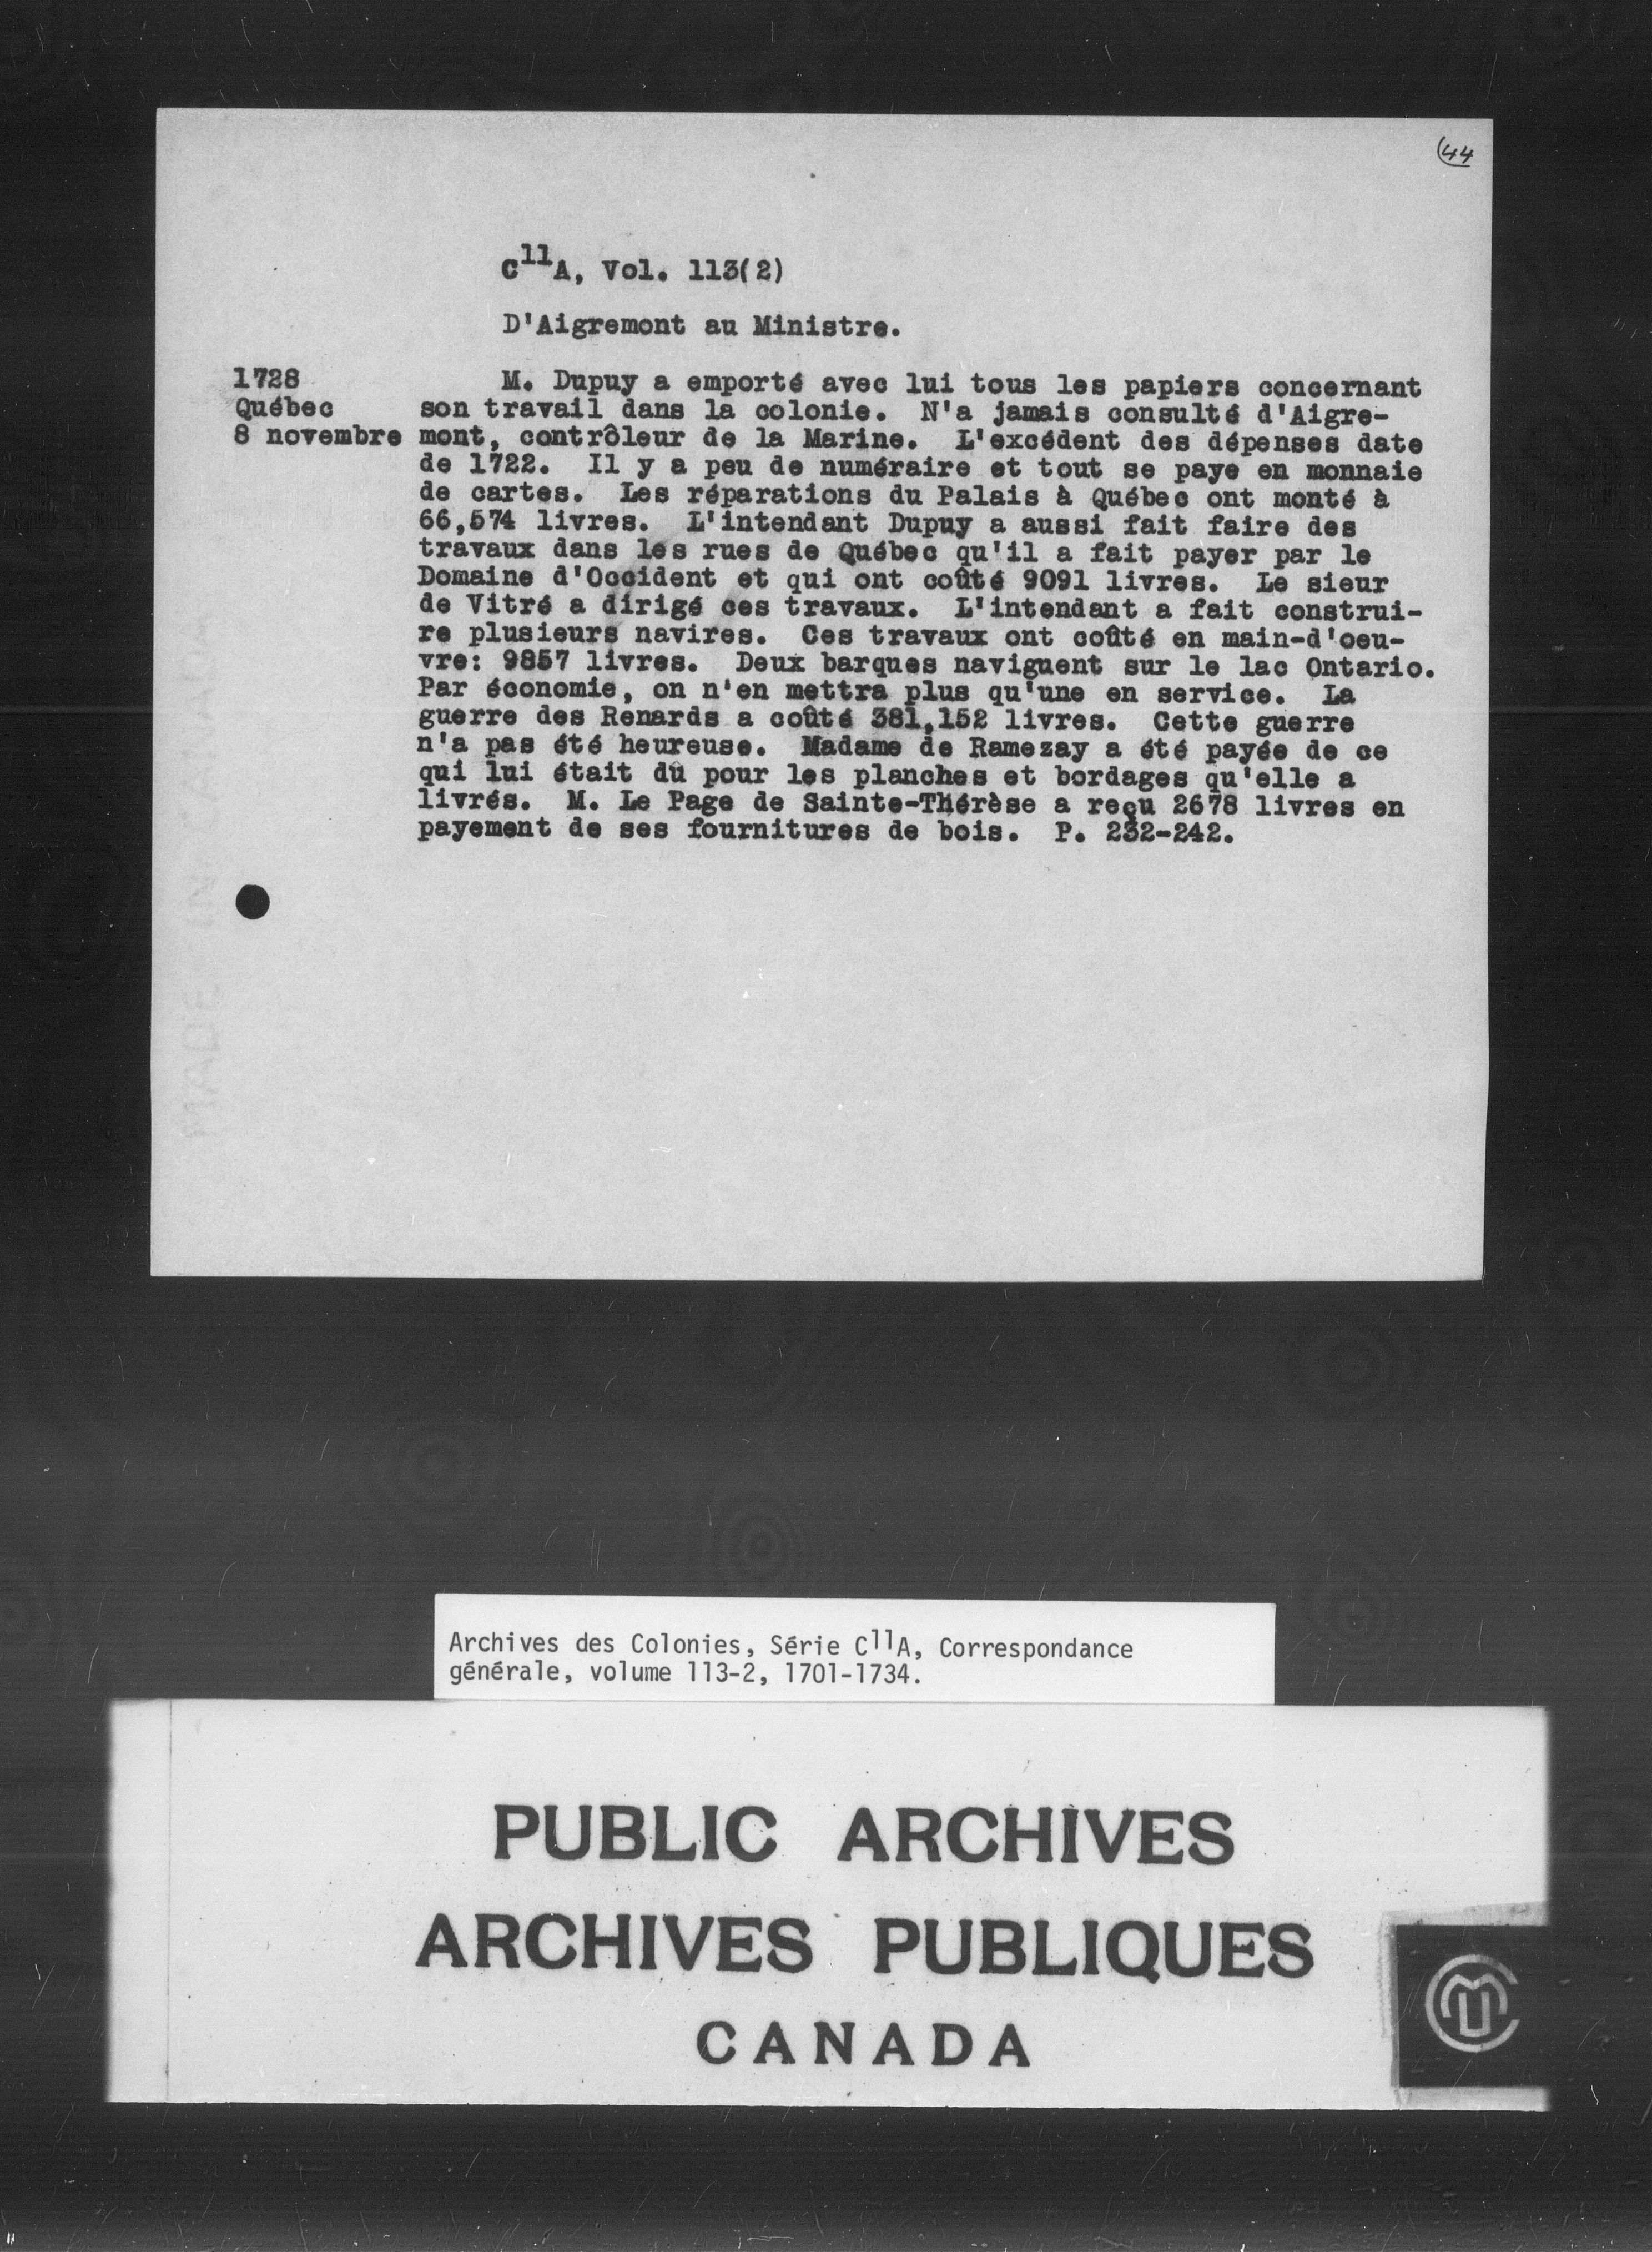 44
C11A, Vol. 113(2)
D'Aigremont au Ministre.
1728
Québec
8 novembre
M. Dupuy a emporté avec lui tous les papiers concernant
son travail dans la colonie. N'a jamais consulté d'Aigre-
mont, contrôleur de la Marine. L'excédent des dépenses date
de 1722. Il y a peu de numéraire et tout se paye en monnaie
de cartes. Les réparations du Palais à Québec ont monté à
66,574 livres. L'intendant Dupuy a aussi fait faire des
travaux dans les rues de Québec qu'il a fait payer par le
Domaine d'Occident et qui ont coûté 9091 livres. Le sieur
de Vitré a dirigé ces travaux. L'intendant a fait construi-
re plusieurs navires. Ces travaux ont coûté en main-d'oeu-
vre: 9857 livres. Deux barques naviguent sur le lac Ontario.
Par économie, on n'en mettra plus qu'une en service. La
guerre des Renards a coûté 381,152 livres. Cette guerre
n'a pas été heureuse. Madame de Ramezay a été payée de ce
qui lui était dû pour les planches et bordages qu'elle a
livrés. M. Le Page de Sainte-Thérèse a reçu 2678 livres en
payement de ses fournitures de bois. P. 232-242.
Archives des Colonies, Série C11A, Correspondance
générale, volume 113-2, 1701-1734.
PUBLIC ARCHIVES
ARCHIVES PUBLIQUES
CANADA